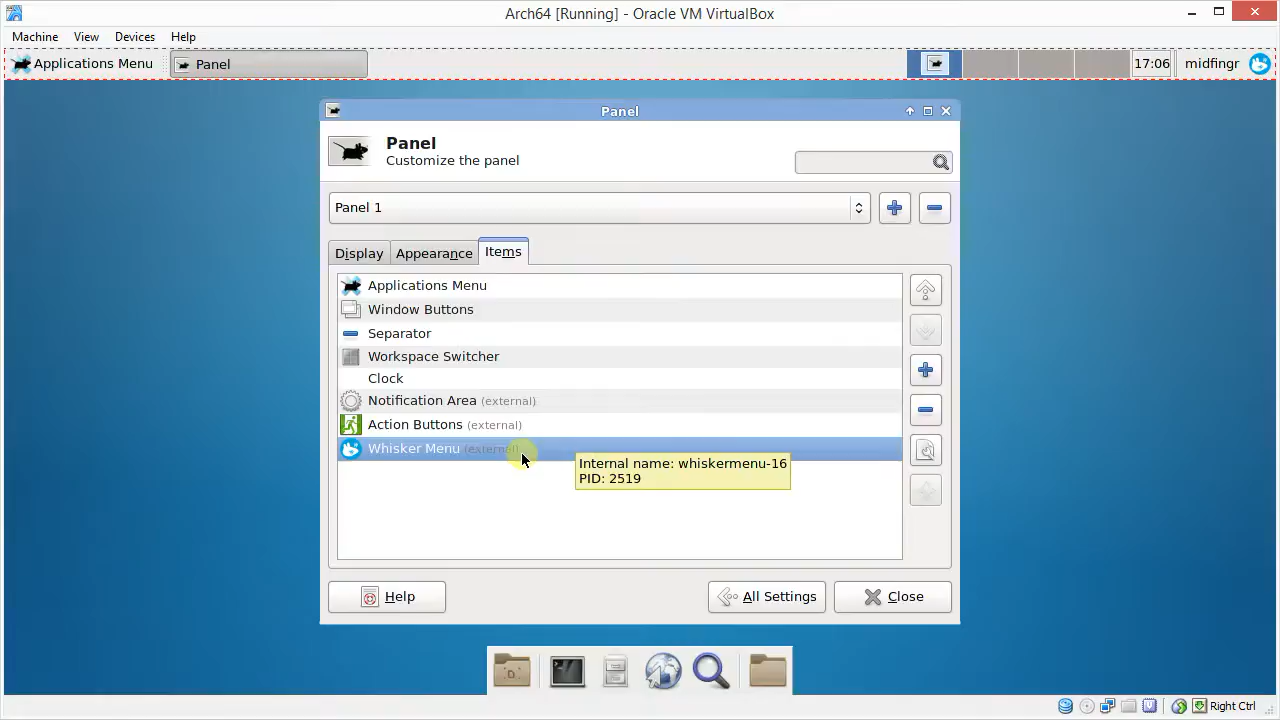 Arch64 [Running] - Oracle VM VirtualBox
Machine View Devices Help
Applications Menu Panel 17:06 midfingr
Panel
Panel
Customize the panel
Panel 1
Display Appearance Items
Applications Menu
Window Buttons
Separator
Workspace Switcher
Clock
Notification Area (external)
Action Buttons (external)
Whisker Menu (external)
Internal name: whiskermenu-16
PID: 2519
Help All Settings Close
Right Ctrl